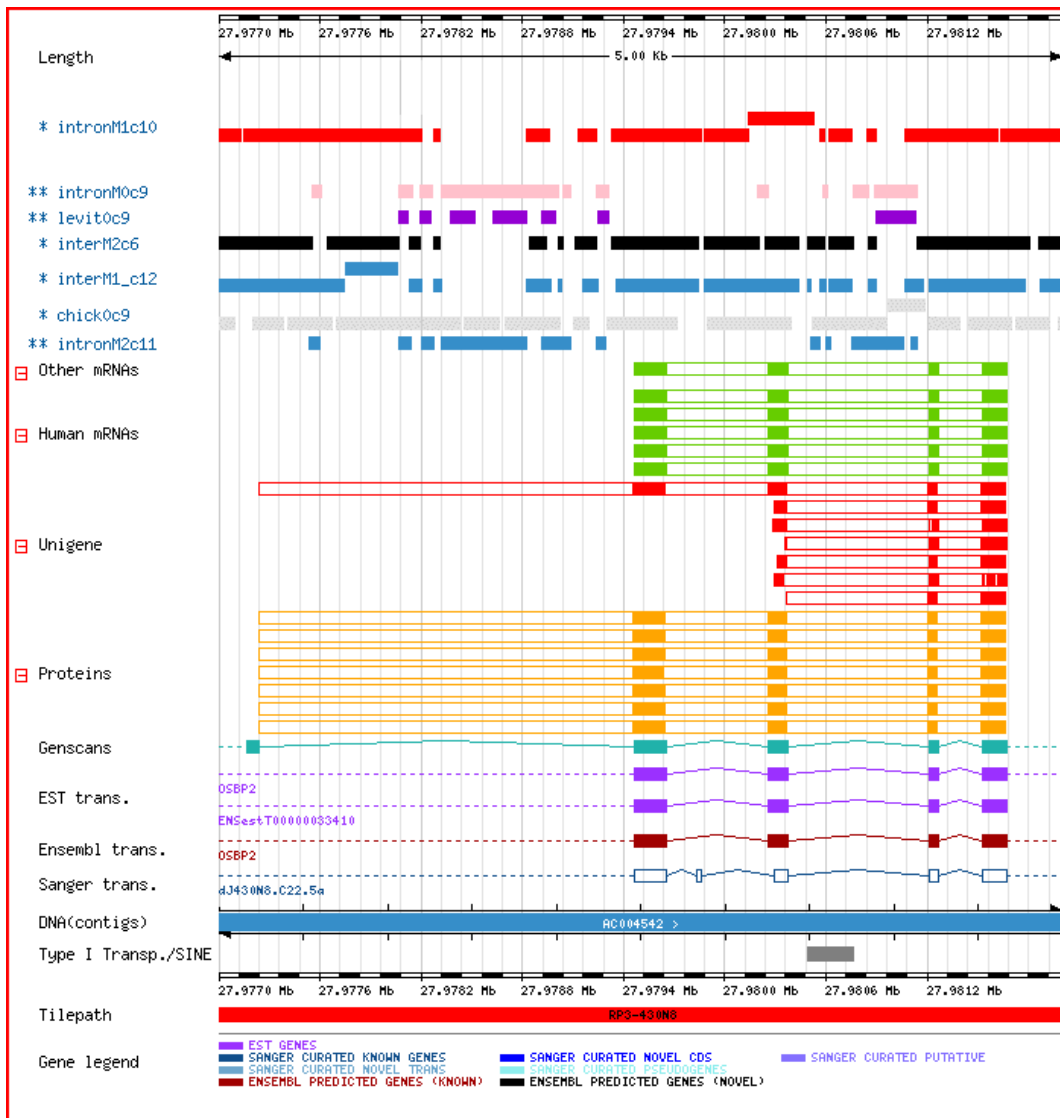 27.9770 Mb 27.9776 Mb 27.9782 Mb 27.9788 Mb 27.9794 Mb 27.9800 Mb 27.9806 Mb 27.9812 Mb
Length
5.00 Kb
* intronM1c10
** intronM0c9
** levit0c9
* interM2c6
* interM1_c12
* chick0c9
** intronM2c11
Other mRNAs
Human mRNAs
Unigene
Proteins
Genscans
EST trans.
OSBP2
ENSestT00000033410
Ensembl trans.
OSBP2
Sanger trans.
dJ430N8.C22.5a
DNA(contigs)
AC004542 >
Type I Transp./SINE
27.9770 Mb 27.9776 Mb 27.9782 Mb 27.9788 Mb 27.9794 Mb 27.9800 Mb 27.9806 Mb 27.9812 Mb
Tilepath
RP3-430N8
Gene legend
EST GENES
SANGER CURATED KNOWN GENES SANGER CURATED NOVEL CDS SANGER CURATED PUTATIVE
SANGER CURATED NOVEL TRANS SANGER CURATED PSEUDOGENES
ENSEMBL PREDICTED GENES (KNOWN) ENSEMBL PREDICTED GENES (NOVEL)